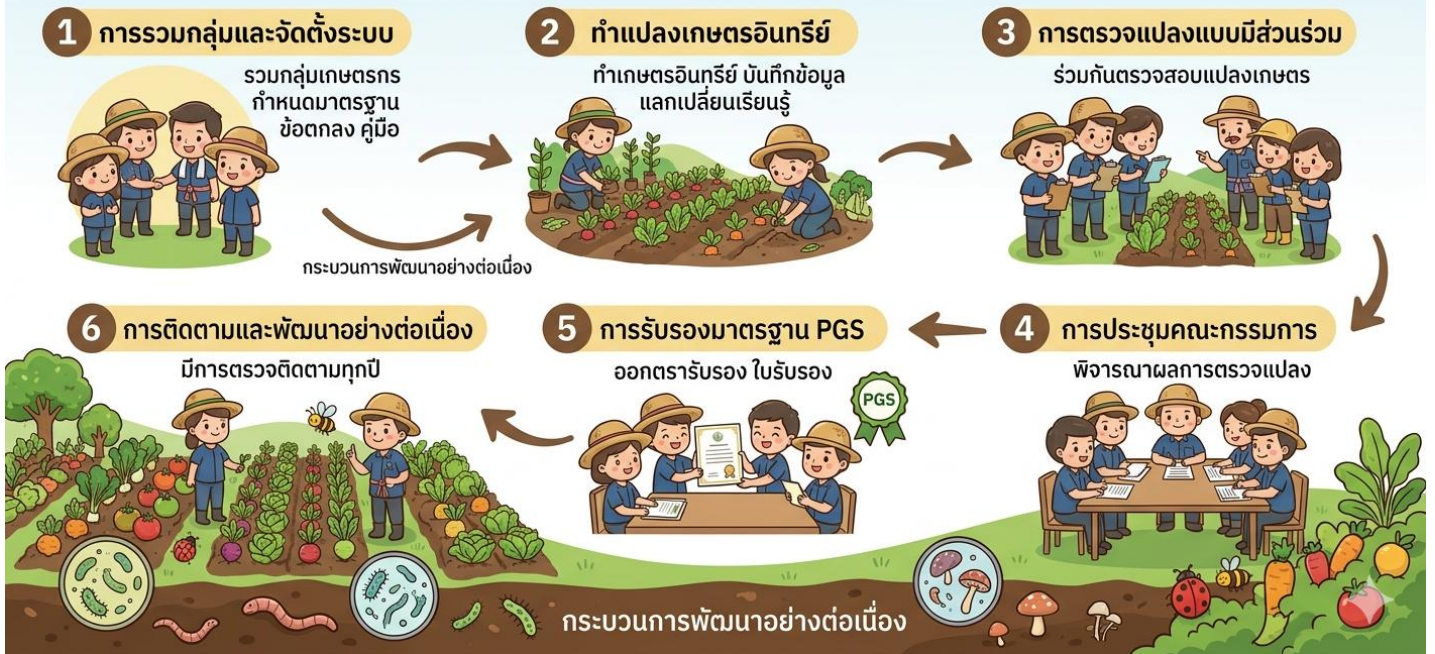 1 การรวมกลุ่มและจัดตั้งระบบ
รวมกลุ่มเกษตรกร
กำหนดมาตรฐาน
ข้อตกลง คู่มือ
กระบวนการพัฒนาอย่างต่อเนื่อง
2 ทำแปลงเกษตรอินทรีย์
ทำเกษตรอินทรีย์ บันทึกข้อมูล
แลกเปลี่ยนเรียนรู้
3 การตรวจแปลงแบบมีส่วนร่วม
ร่วมกันตรวจสอบแปลงเกษตร
4 การประชุมคณะกรรมการ
พิจารณาผลการตรวจแปลง
5 การรับรองมาตรฐาน PGS
ออกตรารับรอง ใบรับรอง
PGS
6 การติดตามและพัฒนาอย่างต่อเนื่อง
มีการตรวจติดตามทุกปี
กระบวนการพัฒนาอย่างต่อเนื่อง